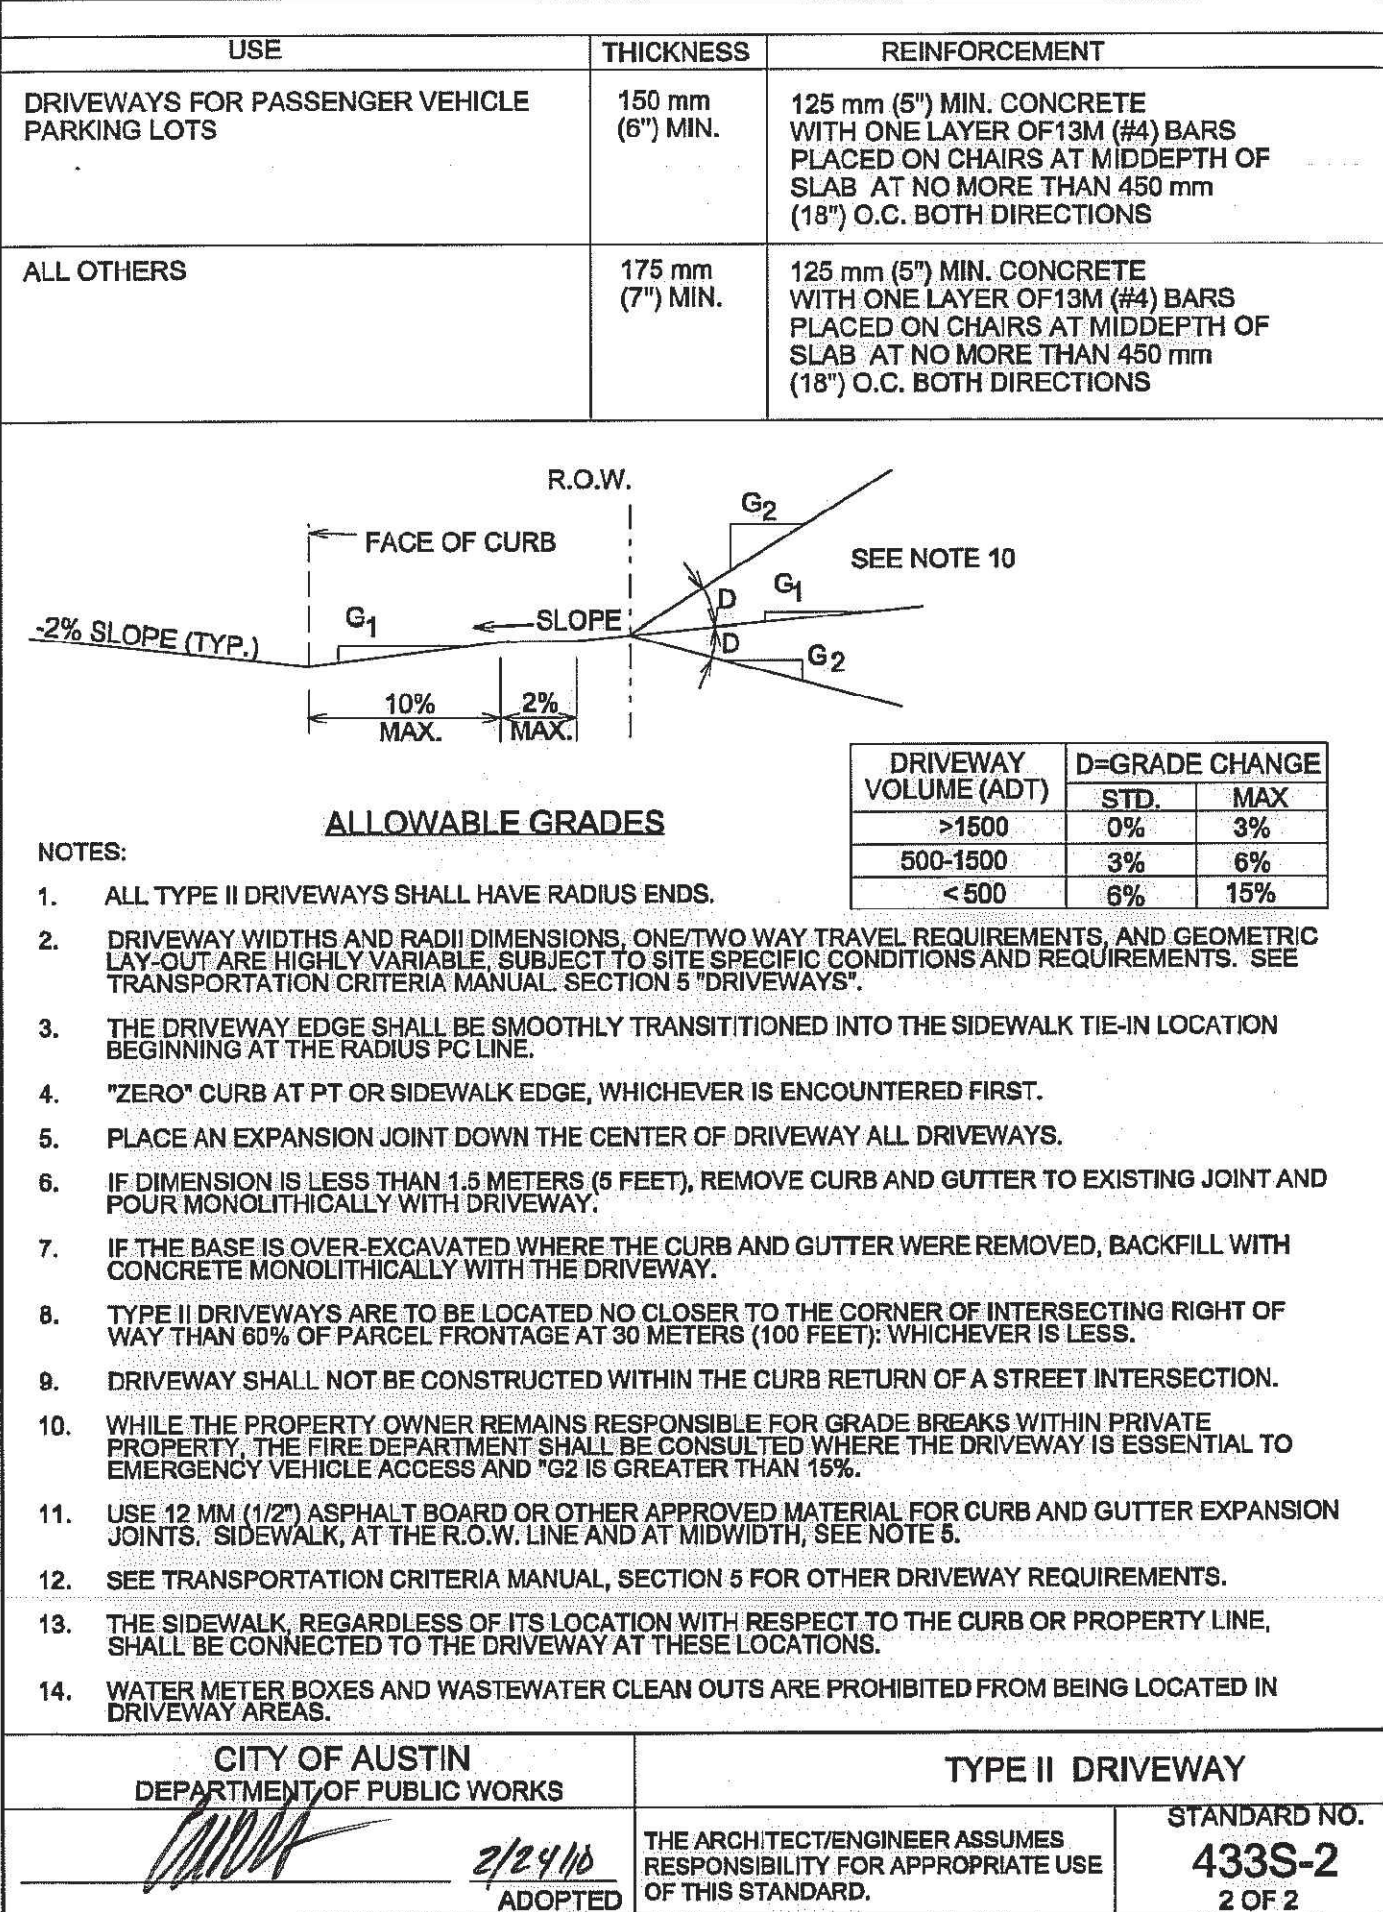 USE THICKNESS REINFORCEMENT
DRIVEWAYS FOR PASSENGER VEHICLE
PARKING LOTS
150 mm
(6") MIN.
125 mm (5") MIN. CONCRETE
WITH ONE LAYER OF13M (#4) BARS
PLACED ON CHAIRS AT MIDDEPTH OF
SLAB AT NO MORE THAN 450 mm
(18") O.C. BOTH DIRECTIONS
ALL OTHERS
175 mm
(7") MIN.
125 mm (5") MIN. CONCRETE
WITH ONE LAYER OF13M (#4) BARS
PLACED ON CHAIRS AT MIDDEPTH OF
SLAB AT NO MORE THAN 450 mm
(18") O.C. BOTH DIRECTIONS
R.O.W.
G2
FACE OF CURB
SEE NOTE 10
G1
G1
D
SLOPE
-2% SLOPE (TYP.)
D
G2
10%
MAX.
2%
MAX.
DRIVEWAY
VOLUME (ADT)
D=GRADE CHANGE
STD. MAX
>1500 0% 3%
500-1500 3% 6%
<500 6% 15%
ALLOWABLE GRADES
NOTES:
1. ALL TYPE II DRIVEWAYS SHALL HAVE RADIUS ENDS.
2. DRIVEWAY WIDTHS AND RADII DIMENSIONS, ONE/TWO WAY TRAVEL REQUIREMENTS, AND GEOMETRIC
LAY-OUT ARE HIGHLY VARIABLE, SUBJECT TO SITE SPECIFIC CONDITIONS AND REQUIREMENTS. SEE
TRANSPORTATION CRITERIA MANUAL. SECTION 5 "DRIVEWAYS".
3. THE DRIVEWAY EDGE SHALL BE SMOOTHLY TRANSITITIONED INTO THE SIDEWALK TIE-IN LOCATION
BEGINNING AT THE RADIUS PC LINE.
4. "ZERO" CURB AT PT OR SIDEWALK EDGE, WHICHEVER IS ENCOUNTERED FIRST.
5. PLACE AN EXPANSION JOINT DOWN THE CENTER OF DRIVEWAY ALL DRIVEWAYS.
6. IF DIMENSION IS LESS THAN 1.5 METERS (5 FEET), REMOVE CURB AND GUTTER TO EXISTING JOINT AND
POUR MONOLITHICALLY WITH DRIVEWAY.
7. IF THE BASE IS OVER-EXCAVATED WHERE THE CURB AND GUTTER WERE REMOVED, BACKFILL WITH
CONCRETE MONOLITHICALLY WITH THE DRIVEWAY.
8. TYPE II DRIVEWAYS ARE TO BE LOCATED NO CLOSER TO THE CORNER OF INTERSECTING RIGHT OF
WAY THAN 60% OF PARCEL FRONTAGE AT 30 METERS (100 FEET): WHICHEVER IS LESS.
9. DRIVEWAY SHALL NOT BE CONSTRUCTED WITHIN THE CURB RETURN OF A STREET INTERSECTION.
10. WHILE THE PROPERTY OWNER REMAINS RESPONSIBLE FOR GRADE BREAKS WITHIN PRIVATE
PROPERTY, THE FIRE DEPARTMENT SHALL BE CONSULTED WHERE THE DRIVEWAY IS ESSENTIAL TO
EMERGENCY VEHICLE ACCESS AND "G2 IS GREATER THAN 15%.
11. USE 12 MM (1/2") ASPHALT BOARD OR OTHER APPROVED MATERIAL FOR CURB AND GUTTER EXPANSION
JOINTS, SIDEWALK, AT THE R.O.W. LINE AND AT MIDWIDTH, SEE NOTE 5.
12. SEE TRANSPORTATION CRITERIA MANUAL, SECTION 5 FOR OTHER DRIVEWAY REQUIREMENTS.
13. THE SIDEWALK, REGARDLESS OF ITS LOCATION WITH RESPECT TO THE CURB OR PROPERTY LINE,
SHALL BE CONNECTED TO THE DRIVEWAY AT THESE LOCATIONS.
14. WATER METER BOXES AND WASTEWATER CLEAN OUTS ARE PROHIBITED FROM BEING LOCATED IN
DRIVEWAY AREAS.
CITY OF AUSTIN
DEPARTMENT OF PUBLIC WORKS
TYPE II DRIVEWAY
2/24/10
ADOPTED
THE ARCHITECT/ENGINEER ASSUMES
RESPONSIBILITY FOR APPROPRIATE USE
OF THIS STANDARD.
STANDARD NO.
433S-2
2 OF 2